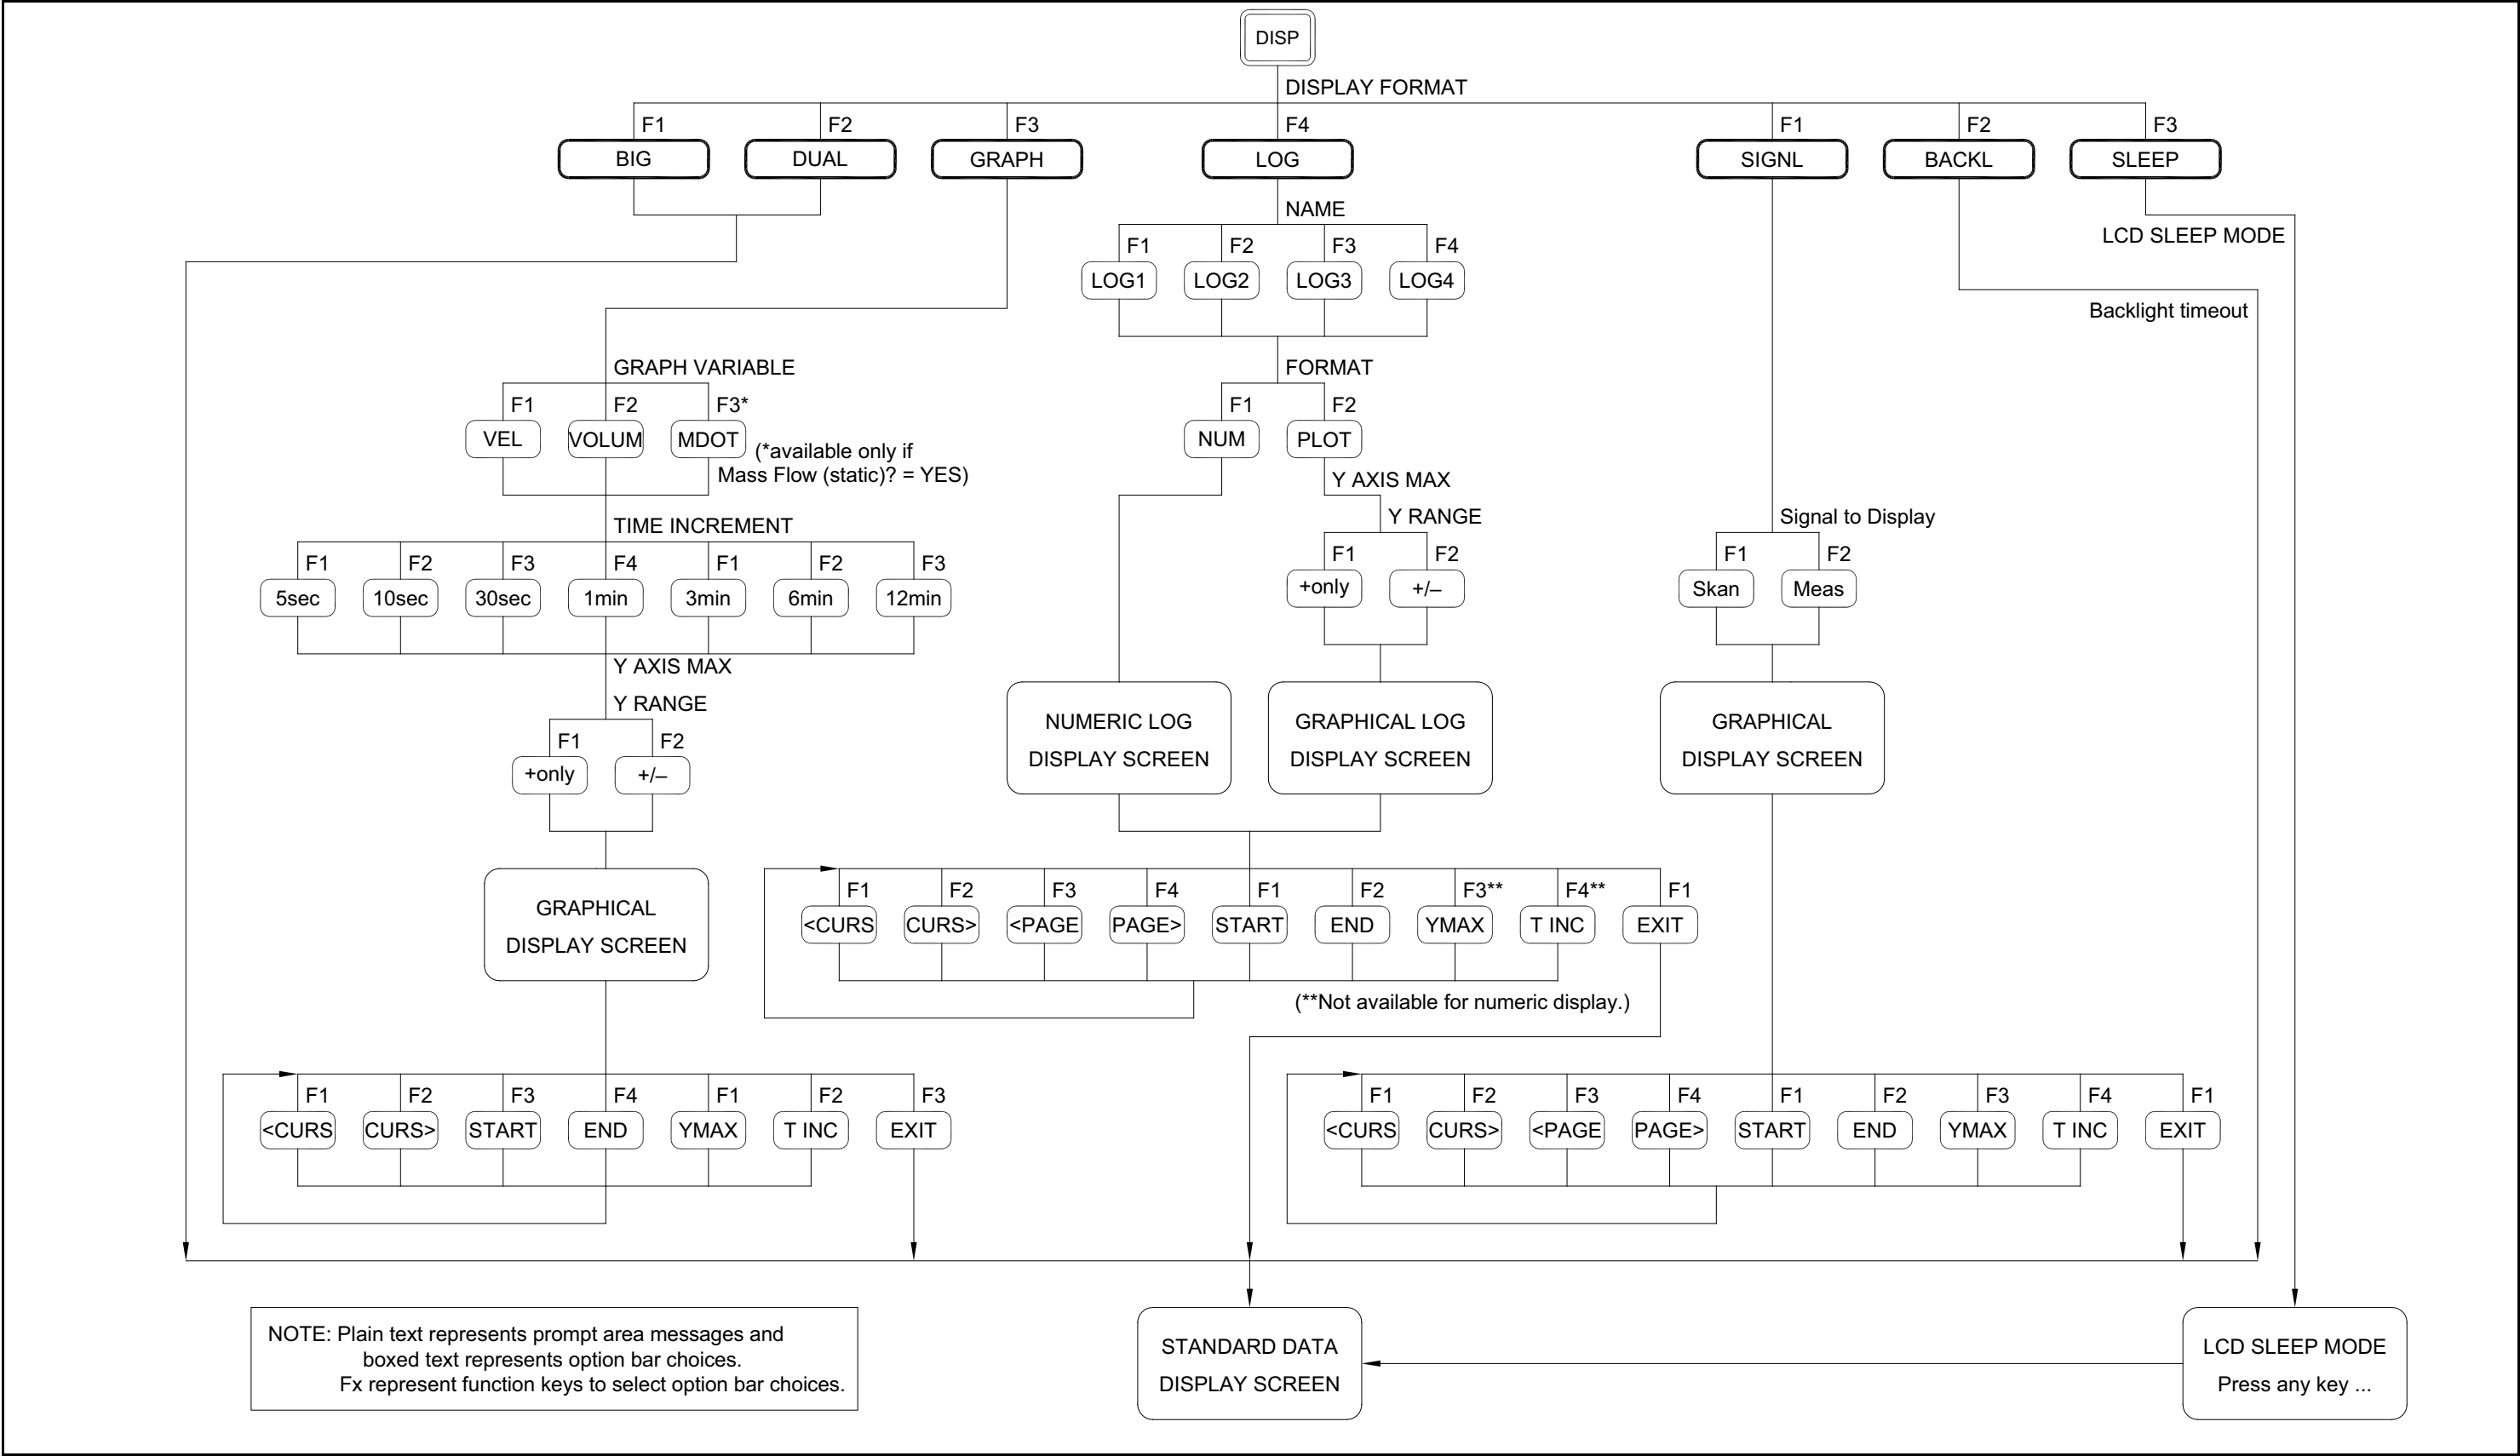 DISP
DISPLAY FORMAT
F1 F2 F3 F4 F1 F2 F3
BIG DUAL GRAPH LOG SIGNL BACKL SLEEP
NAME
LCD SLEEP MODE
F1 F2 F3 F4
LOG1 LOG2 LOG3 LOG4
Backlight timeout
GRAPH VARIABLE
F1 F2 F3*
VEL VOLUM MDOT
(*available only if
Mass Flow (static)? = YES)
FORMAT
F1 F2
NUM PLOT
Y AXIS MAX
Y RANGE
F1 F2
+only +/–
Signal to Display
F1 F2
Skan Meas
TIME INCREMENT
F1 F2 F3 F4 F1 F2 F3
5sec 10sec 30sec 1min 3min 6min 12min
Y AXIS MAX
Y RANGE
F1 F2
+only +/–
NUMERIC LOG
DISPLAY SCREEN
GRAPHICAL LOG
DISPLAY SCREEN
GRAPHICAL
DISPLAY SCREEN
GRAPHICAL
DISPLAY SCREEN
F1 F2 F3 F4 F1 F2 F3** F4** F1
<CURS CURS> <PAGE PAGE> START END YMAX T INC EXIT
(**Not available for numeric display.)
F1 F2 F3 F4 F1 F2 F3
<CURS CURS> START END YMAX T INC EXIT
F1 F2 F3 F4 F1 F2 F3 F4 F1
<CURS CURS> <PAGE PAGE> START END YMAX T INC EXIT
NOTE: Plain text represents prompt area messages and
boxed text represents option bar choices.
Fx represent function keys to select option bar choices.
STANDARD DATA
DISPLAY SCREEN
LCD SLEEP MODE
Press any key ...